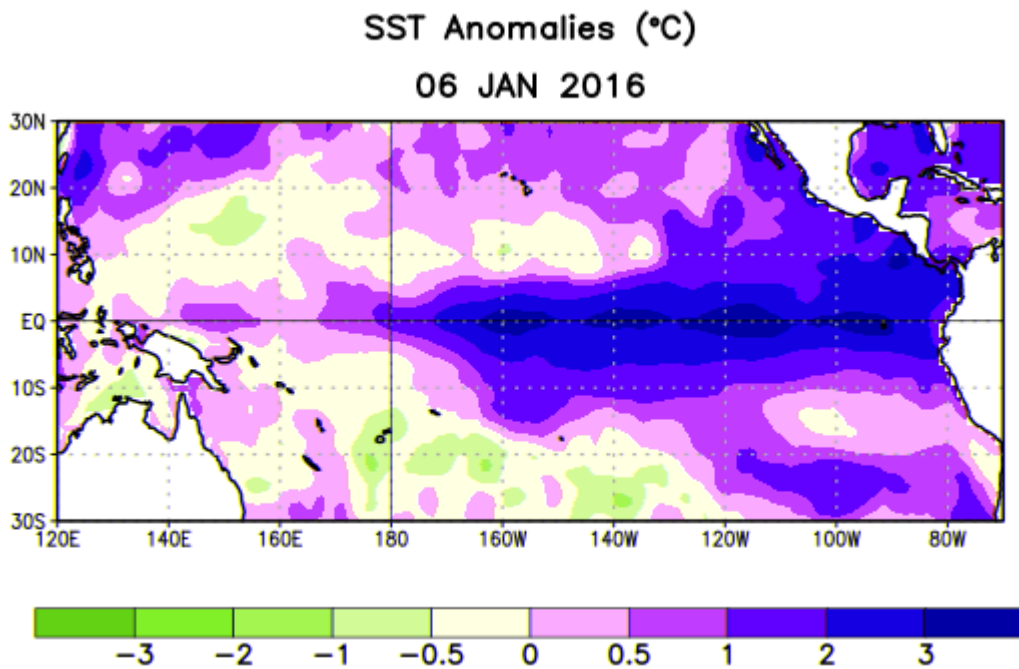 SST Anomalies (°C)
06 JAN 2016
30N
20N
10N
EQ
10S
20S
30S
120E 140E 160E 180 160W 140W 120W 100W 80W
−3 −2 −1 −0.5 0 0.5 1 2 3